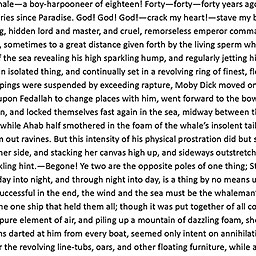 nale—a boy-harpooneer of eighteen! Forty—forty—forty years ago
ries since Paradise. God! God! God!—crack my heart!—stave my b
g, hidden lord and master, and cruel, remorseless emperor comma
, sometimes to a great distance given forth by the living sperm wh
f the sea revealing his high sparkling hump, and regularly jetting hi
n isolated thing, and continually set in a revolving ring of finest, fl
pings were suspended by exceeding rapture, Moby Dick moved on
upon Fedallah to change places with him, went forward to the bow
n, and locked themselves fast again in the sea, midway between th
while Ahab half smothered in the foam of the whale's insolent tail
m out ravines. But this intensity of his physical prostration did but s
her side, and stacking her canvas high up, and sideways outstretch
kling hint.—Begone! Ye two are the opposite poles of one thing; St
day into night, and through night into day, is a thing by no means u
uccessful in the end, the wind and the sea must be the whaleman'
he one ship that held them all; though it was put together of all co
pure element of air, and piling up a mountain of dazzling foam, sh
ns darted at him from every boat, seemed only intent on annihilati
r the revolving line-tubs, oars, and other floating furniture, while a